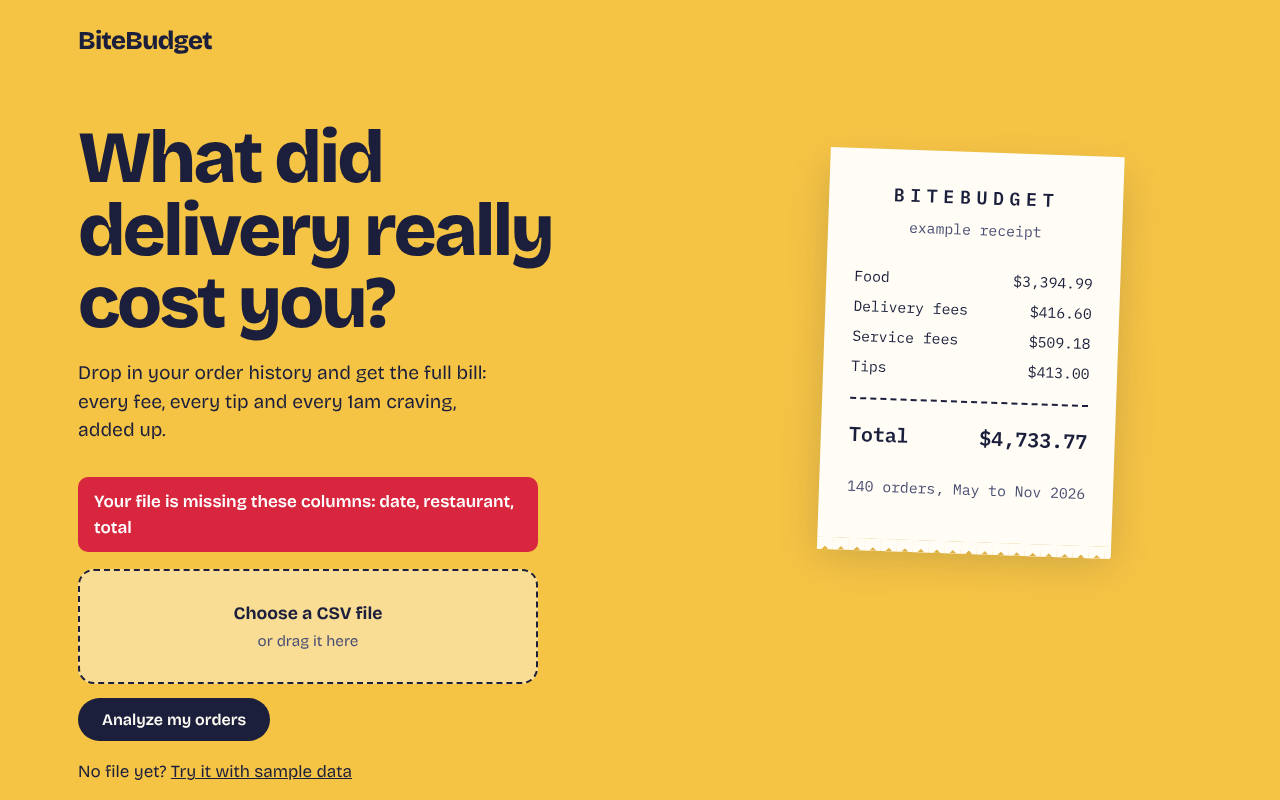 BiteBudget
What did
delivery really
cost you?
Drop in your order history and get the full bill:
every fee, every tip and every 1am craving,
added up.
Your file is missing these columns: date, restaurant,
total
Choose a CSV file
or drag it here
Analyze my orders
No file yet? Try it with sample data
BITEBUDGET
example receipt
Food $3,394.99
Delivery fees $416.60
Service fees $509.18
Tips $413.00
Total $4,733.77
140 orders, May to Nov 2026